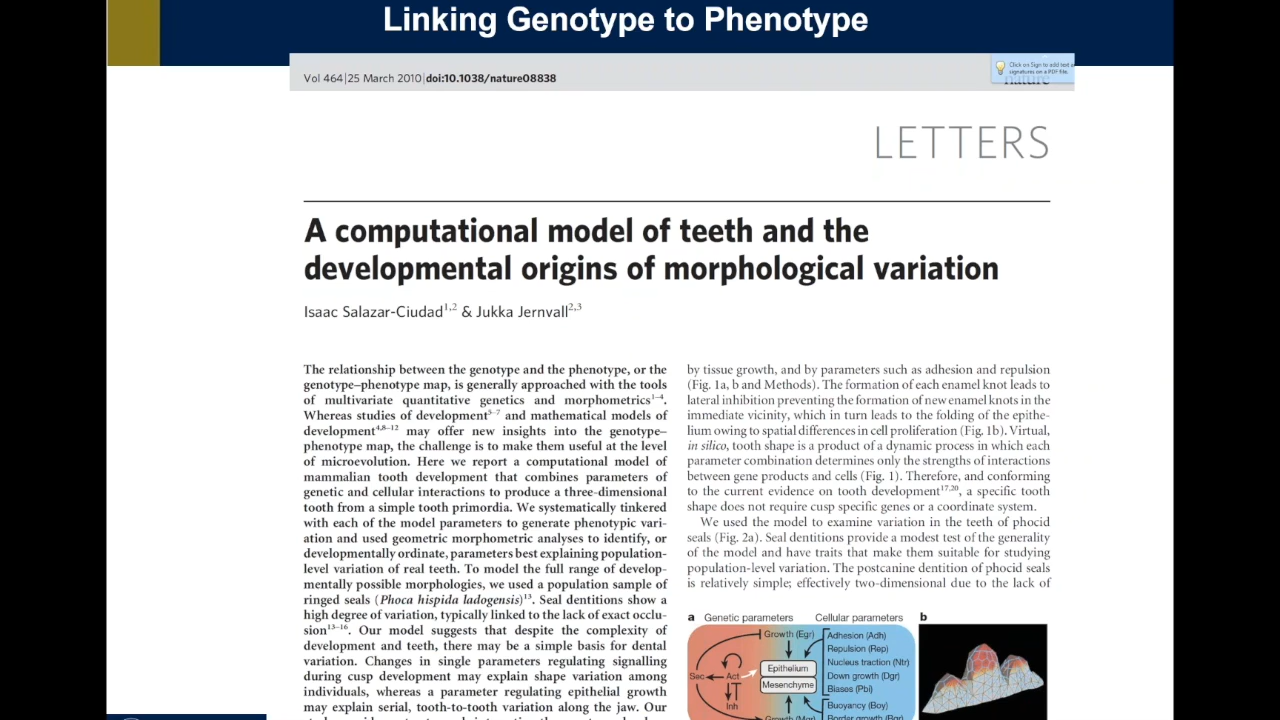 Linking Genotype to Phenotype
Vol 464|25 March 2010|doi:10.1038/nature08838
Click on Sign to add text a
signatures on a PDF file.
nature
LETTERS
A computational model of teeth and the
developmental origins of morphological variation
Isaac Salazar-Ciudad1,2 & Jukka Jernvall2,3
The relationship between the genotype and the phenotype, or the
genotype–phenotype map, is generally approached with the tools
of multivariate quantitative genetics and morphometrics1–4.
Whereas studies of development5–7 and mathematical models of
development4,8–12 may offer new insights into the genotype–
phenotype map, the challenge is to make them useful at the level
of microevolution. Here we report a computational model of
mammalian tooth development that combines parameters of
genetic and cellular interactions to produce a three-dimensional
tooth from a simple tooth primordia. We systematically tinkered
with each of the model parameters to generate phenotypic vari-
ation and used geometric morphometric analyses to identify, or
developmentally ordinate, parameters best explaining population-
level variation of real teeth. To model the full range of develop-
mentally possible morphologies, we used a population sample of
ringed seals (Phoca hispida ladogensis)13. Seal dentitions show a
high degree of variation, typically linked to the lack of exact occlu-
sion13–16. Our model suggests that despite the complexity of
development and teeth, there may be a simple basis for dental
variation. Changes in single parameters regulating signalling
during cusp development may explain shape variation among
individuals, whereas a parameter regulating epithelial growth
may explain serial, tooth-to-tooth variation along the jaw. Our
by tissue growth, and by parameters such as adhesion and repulsion
(Fig. 1a, b and Methods). The formation of each enamel knot leads to
lateral inhibition preventing the formation of new enamel knots in the
immediate vicinity, which in turn leads to the folding of the epithe-
lium owing to spatial differences in cell proliferation (Fig. 1b). Virtual,
in silico, tooth shape is a product of a dynamic process in which each
parameter combination determines only the strengths of interactions
between gene products and cells (Fig. 1). Therefore, and conforming
to the current evidence on tooth development17,20, a specific tooth
shape does not require cusp specific genes or a coordinate system.
We used the model to examine variation in the teeth of phocid
seals (Fig. 2a). Seal dentitions provide a modest test of the generality
of the model and have traits that make them suitable for studying
population-level variation. The postcanine dentition of phocid seals
is relatively simple; effectively two-dimensional due to the lack of
a Genetic parameters Cellular parameters b
Growth (Egr)
Adhesion (Adh)
Repulsion (Rep)
Epithelium
Nucleus traction (Ntr)
Sec
Act
Down growth (Dgr)
Mesenchyme
Biases (Pbi)
Inh
Buoyancy (Boy)